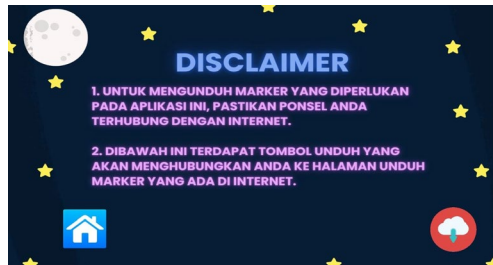 DISCLAIMER
1. UNTUK MENGUNDUH MARKER YANG DIPERLUKAN
PADA APLIKASI INI, PASTIKAN PONSEL ANDA
TERHUBUNG DENGAN INTERNET.
2. DIBAWAH INI TERDAPAT TOMBOL UNDUH YANG
AKAN MENGHUBUNGKAN ANDA KE HALAMAN UNDUH
MARKER YANG ADA DI INTERNET.